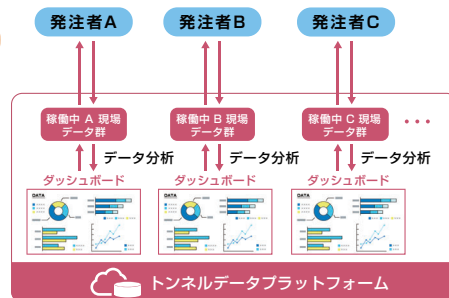 発注者A
発注者B
発注者C
稼働中 A 現場
データ群
稼働中 B 現場
データ群
稼働中 C 現場
データ群
・・・
データ分析
データ分析
データ分析
ダッシュボード
ダッシュボード
ダッシュボード
DATA
DATA
DATA
トンネルデータプラットフォーム